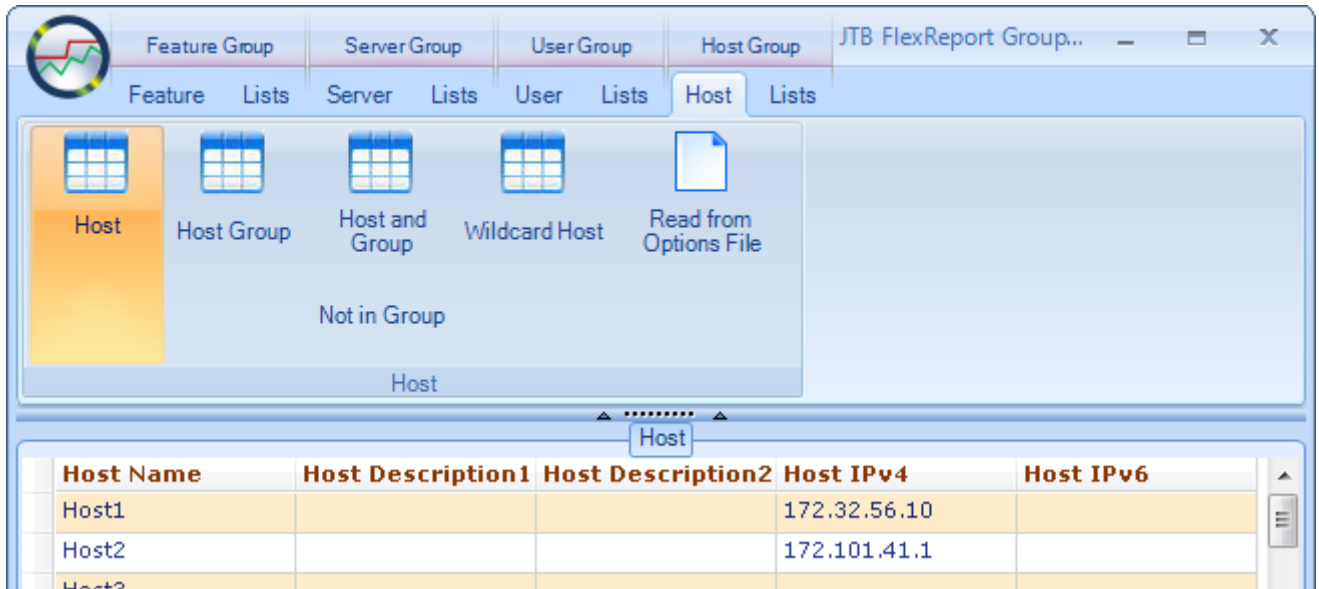 Feature Group Server Group User Group Host Group JTB FlexReport Group...
Feature Lists Server Lists User Lists Host Lists
Host Host Group Host and Group Wildcard Host Read from Options File
Not in Group
Host
Host
Host Name Host Description1 Host Description2 Host IPv4 Host IPv6
Host1 172.32.56.10
Host2 172.101.41.1
Host3